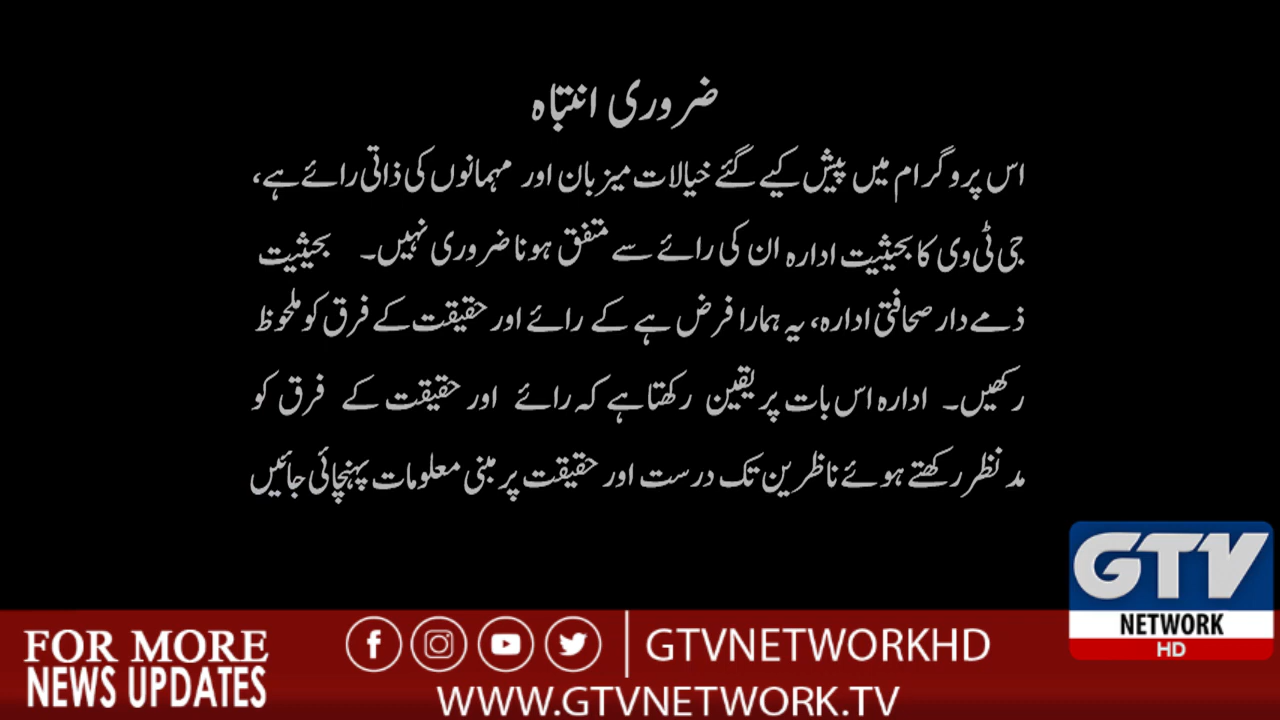 ضروری انتباہ
اس پروگرام میں پیش کیے گئے خیالات میزبان اور مہمانوں کی ذاتی رائے ہے،
جی ٹی وی کا بحیثیت ادارہ ان کی رائے سے متفق ہونا ضروری نہیں۔ بحیثیت
ذمے دار صحافتی ادارہ، یہ ہمارا فرض ہے کے رائے اور حقیقت کے فرق کو ملحوظ
رکھیں۔ ادارہ اس بات پر یقین رکھتا ہے کہ رائے اور حقیقت کے فرق کو
مد نظر رکھتے ہوئے ناظرین تک درست اور حقیقت پر مبنی معلومات پہنچائی جائیں
GTV
NETWORK
HD
FOR MORE
NEWS UPDATES
GTVNETWORKHD
WWW.GTVNETWORK.TV